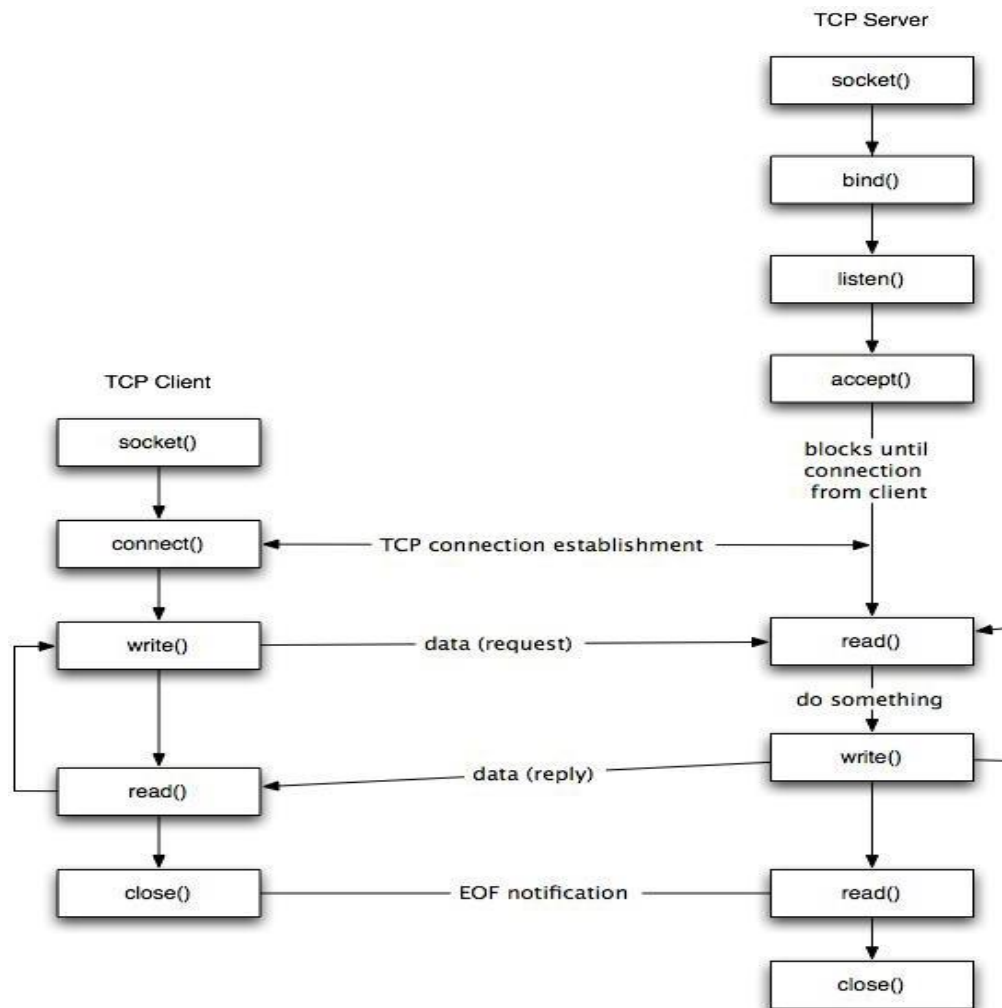 TCP Server
socket()
bind()
listen()
accept()
TCP Client
socket()
blocks until
connection
from client
connect()
TCP connection establishment
write()
data (request)
read()
do something
write()
data (reply)
read()
close()
EOF notification
read()
close()